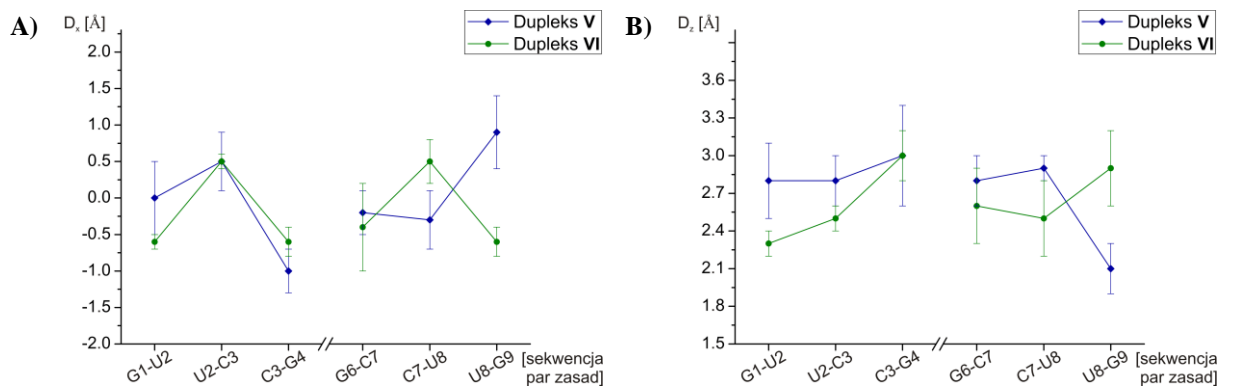 A)
Dx [Å]
Dupleks V
Dupleks VI
2.0
1.5
1.0
0.5
0.0
-0.5
-1.0
-1.5
-2.0
G1-U2
U2-C3
C3-G4
G6-C7
C7-U8
U8-G9
[sekwencja
par zasad]
B)
Dz [Å]
Dupleks V
Dupleks VI
3.6
3.3
3.0
2.7
2.4
2.1
1.8
1.5
G1-U2
U2-C3
C3-G4
G6-C7
C7-U8
U8-G9
[sekwencja
par zasad]